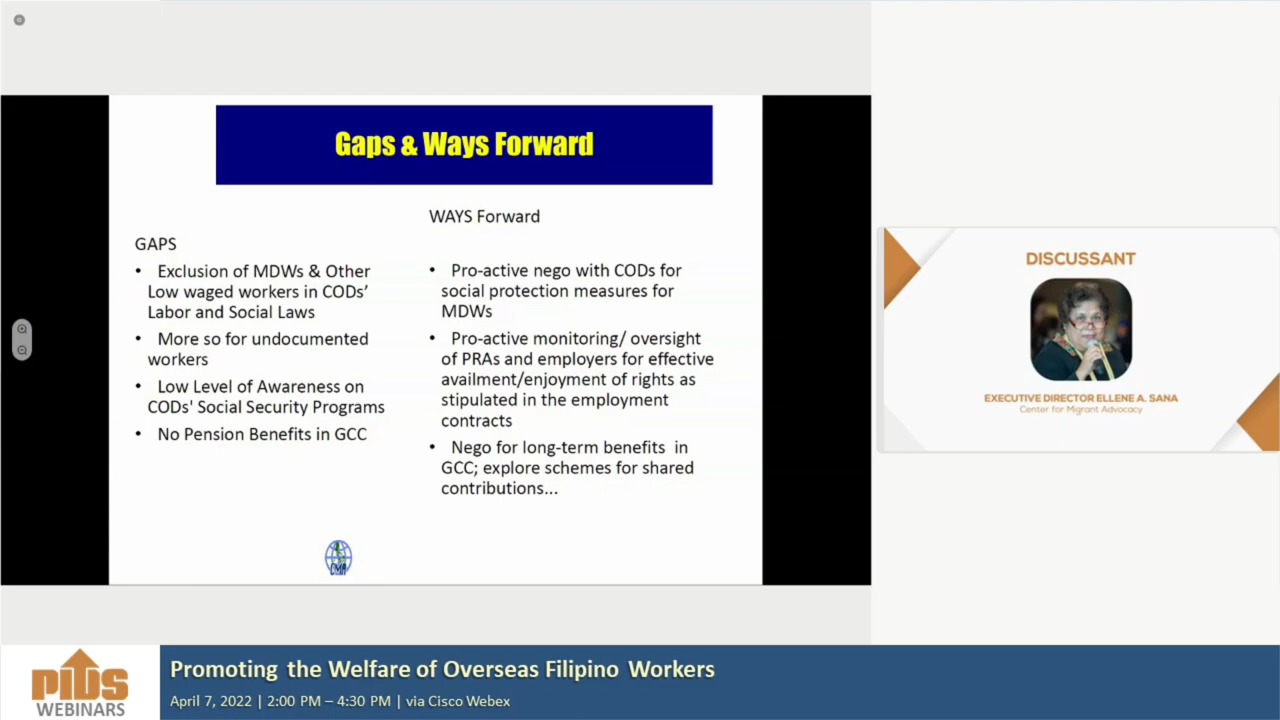 Gaps & Ways Forward
GAPS
• Exclusion of MDWs & Other
Low waged workers in CODs’
Labor and Social Laws
• More so for undocumented
workers
• Low Level of Awareness on
CODs' Social Security Programs
• No Pension Benefits in GCC
WAYS Forward
• Pro-active nego with CODs for
social protection measures for
MDWs
• Pro-active monitoring/ oversight
of PRAs and employers for effective
availment/enjoyment of rights as
stipulated in the employment
contracts
• Nego for long-term benefits in
GCC; explore schemes for shared
contributions...
CMA
DISCUSSANT
EXECUTIVE DIRECTOR ELLENE A. SANA
Center for Migrant Advocacy
PIDS
WEBINARS
Promoting the Welfare of Overseas Filipino Workers
April 7, 2022 | 2:00 PM – 4:30 PM | via Cisco Webex